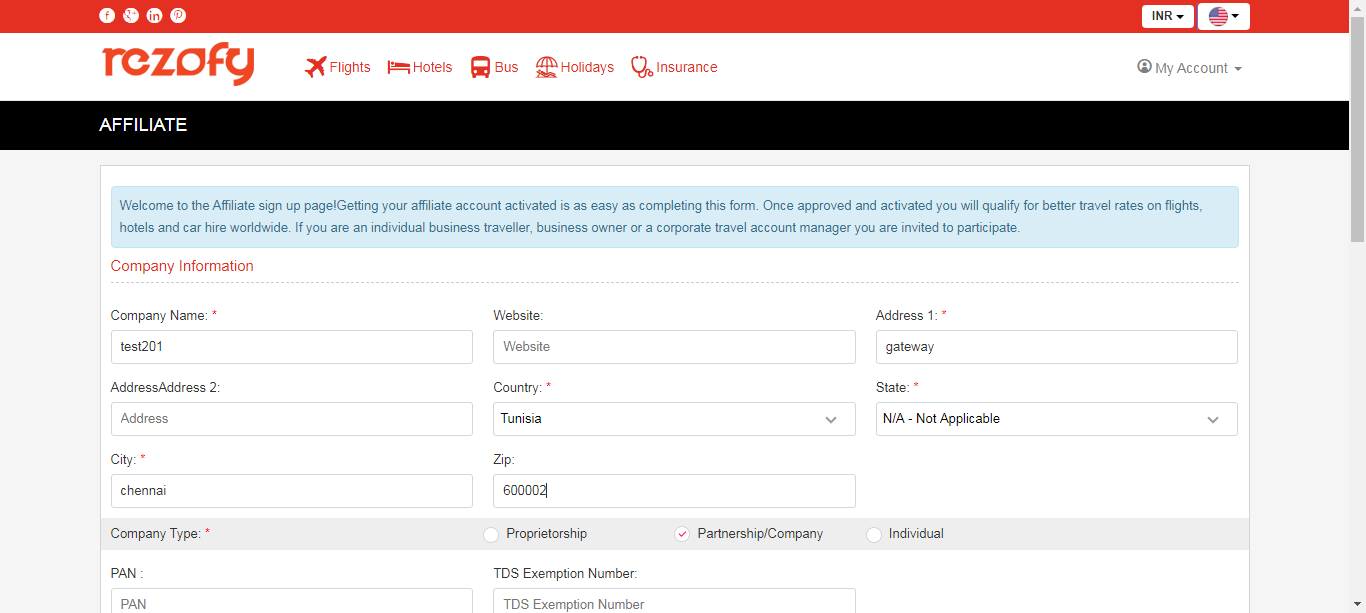 INR
rezofy
Flights Hotels Bus Holidays Insurance My Account
AFFILIATE
Welcome to the Affiliate sign up page!Getting your affiliate account activated is as easy as completing this form. Once approved and activated you will qualify for better travel rates on flights,
hotels and car hire worldwide. If you are an individual business traveller, business owner or a corporate travel account manager you are invited to participate.
Company Information
Company Name: * Website: Address 1: *
test201 Website gateway
AddressAddress 2: Country: * State: *
Address Tunisia N/A - Not Applicable
City: * Zip:
chennai 600002
Company Type: * Proprietorship Partnership/Company Individual
PAN : TDS Exemption Number:
PAN TDS Exemption Number